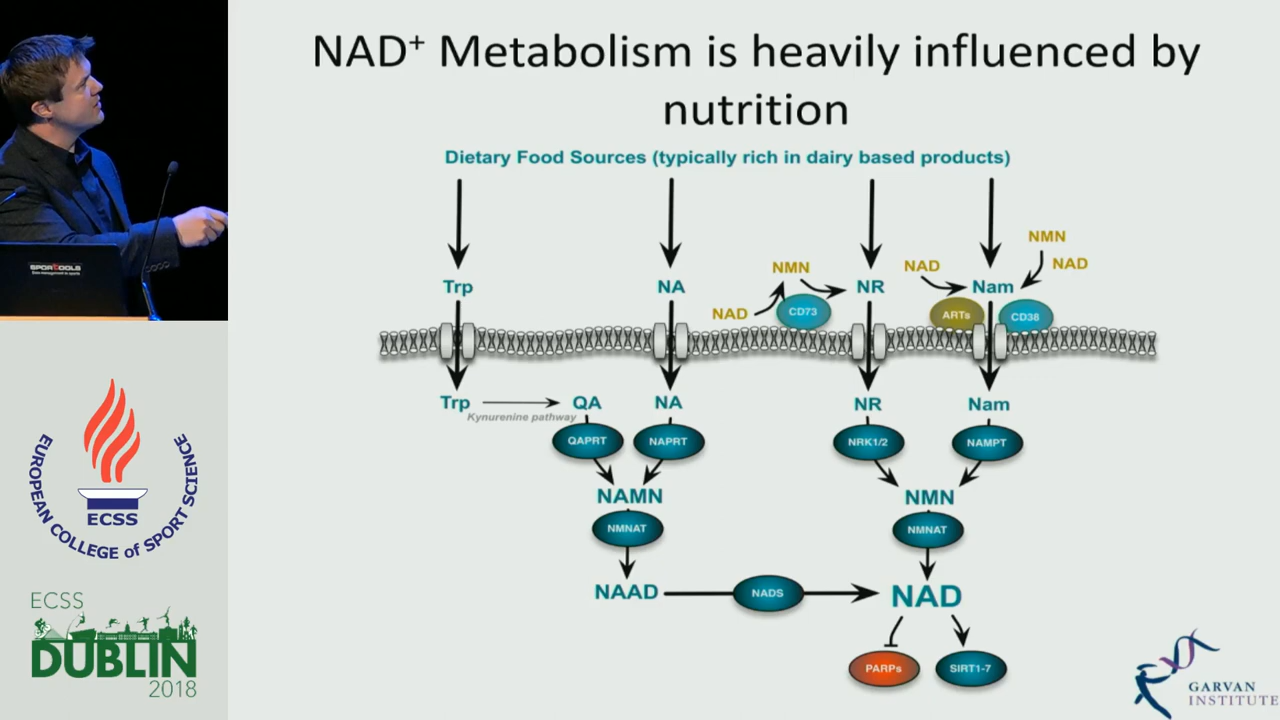 NAD⁺ Metabolism is heavily influenced by
nutrition
Dietary Food Sources (typically rich in dairy based products)
NMN
NMN
NAD
NAD
Trp
NA
NR
Nam
NAD
CD73
ARTs
CD38
Trp
QA
NA
NR
Nam
Kynurenine pathway
QAPRT
NAPRT
NRK1/2
NAMPT
NAMN
NMN
NMNAT
NMNAT
NAAD
NADS
NAD
PARPs
SIRT1-7
GARVAN
INSTITUTE
SPORTOOLS
EUROPEAN COLLEGE of SPORT SCIENCE
ECSS
ECSS
DUBLIN
2018